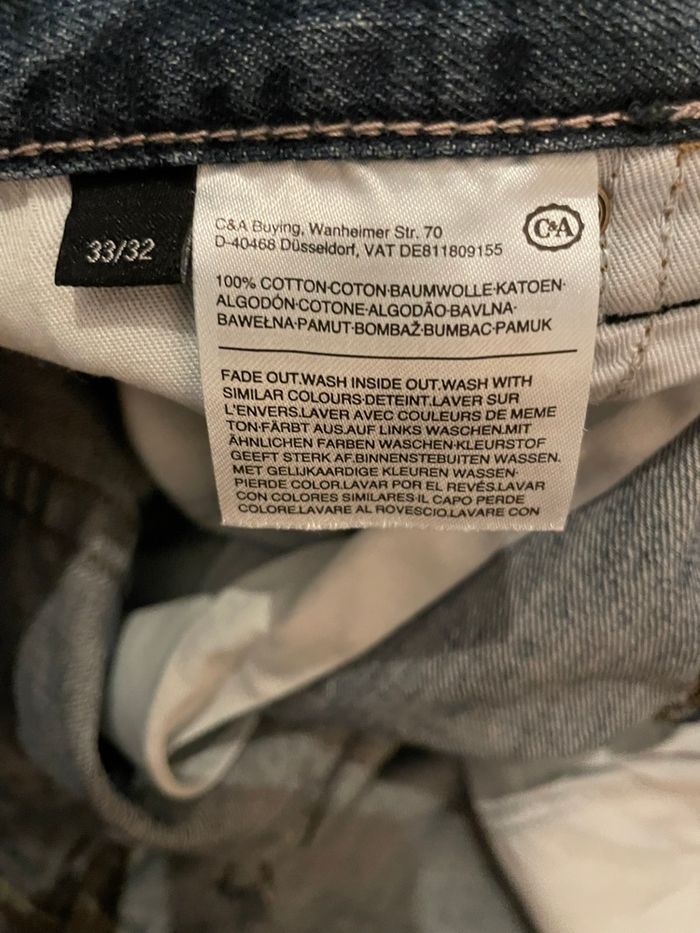 33/32
C&A Buying, Wanheimer Str. 70
D-40468 Düsseldorf, VAT DE811809155
C&A
100% COTTON·COTON·BAUMWOLLE·KATOEN·
ALGODÓN·COTONE·ALGODÃO·BAVLNA·
BAWEŁNA·PAMUT·BOMBAŽ·BUMBAC·PAMUK
FADE OUT.WASH INSIDE OUT.WASH WITH
SIMILAR COLOURS·DETEINT.LAVER SUR
L'ENVERS.LAVER AVEC COULEURS DE MEME
TON·FÄRBT AUS.AUF LINKS WASCHEN.MIT
ÄHNLICHEN FARBEN WASCHEN·KLEURSTOF
GEEFT STERK AF.BINNENSTEBUITEN WASSEN.
MET GELIJKAARDIGE KLEUREN WASSEN·
PIERDE COLOR.LAVAR POR EL REVÉS.LAVAR
CON COLORES SIMILARES·IL CAPO PERDE
COLORE.LAVARE AL ROVESCIO.LAVARE CON